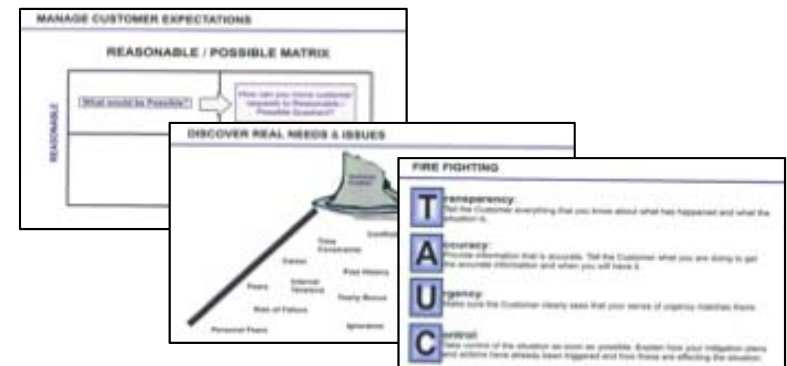 MANAGE CUSTOMER EXPECTATIONS
REASONABLE / POSSIBLE MATRIX
REASONABLE
What would be Possible?
How can you move customer
requests to Reasonable /
Possible Quadrant?
DISCOVER REAL NEEDS & ISSUES
Time
Constraints
Career
Past History
Fears
Internal
Tensions
Yearly Bonus
Risk of Failure
Ignorance
Personal Fears
FIRE FIGHTING
Transparency:
Tell the Customer everything that you know about what has happened and what the
situation is.
Accuracy:
Provide information that is accurate. Tell the Customer what you are doing to get
the accurate information and when you will have it.
Urgency:
Make sure the Customer clearly sees that your sense of urgency matches theirs.
Control:
Take control of the situation as soon as possible. Explain how your mitigation plans
and actions have already been triggered and how these are affecting the situation.